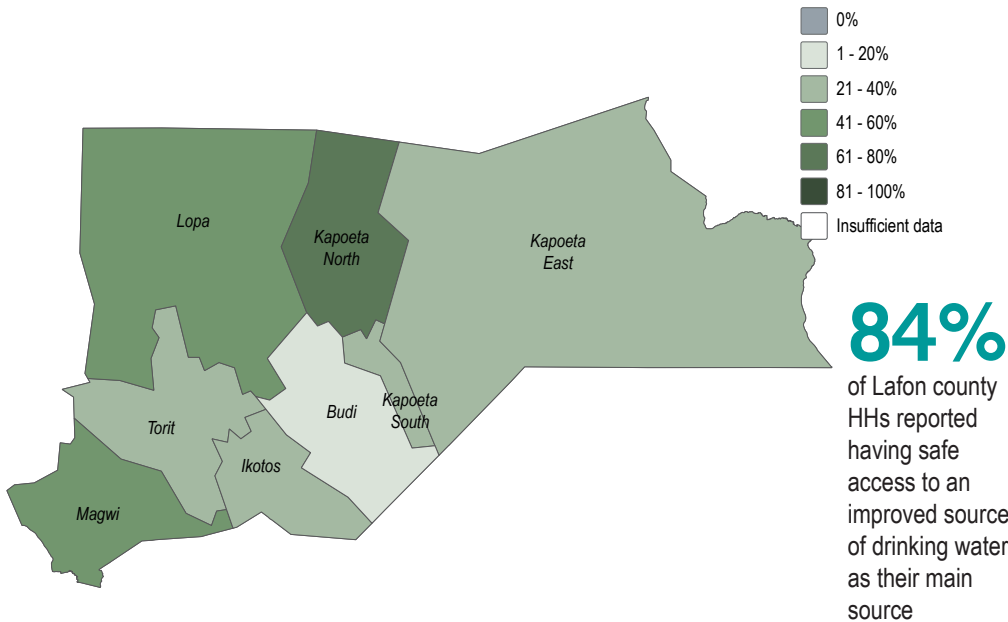 0%
1 - 20%
21 - 40%
41 - 60%
61 - 80%
81 - 100%
Insufficient data
Lopa
Kapoeta
North
Kapoeta
East
Torit
Budi
Kapoeta
South
Ikotos
Magwi
84%
of Lafon county
HHs reported
having safe
access to an
improved source
of drinking water
as their main
source